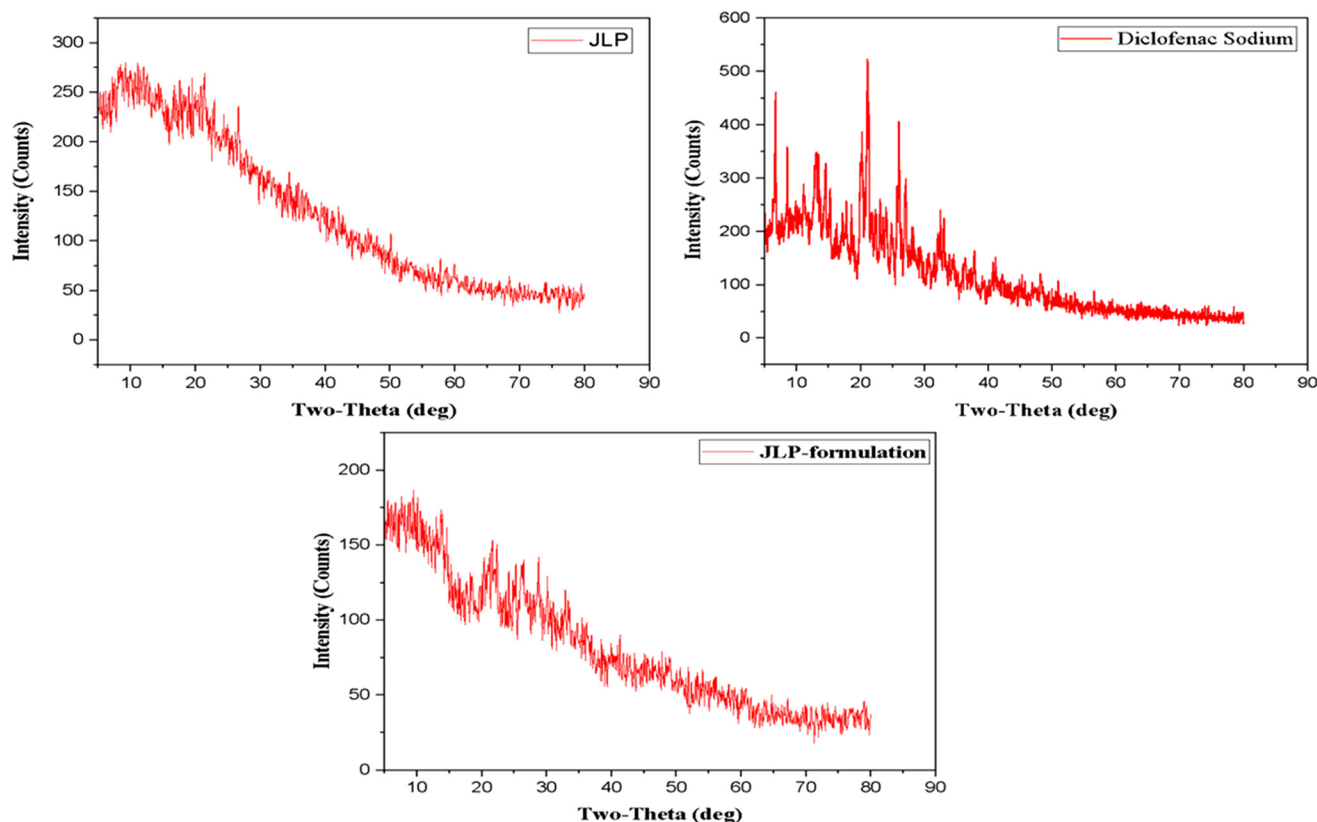 JLP
300
250
200
150
100
50
0
Intensity (Counts)
10 20 30 40 50 60 70 80 90
Two-Theta (deg)
Diclofenac Sodium
600
500
400
300
200
100
0
Intensity (Counts)
10 20 30 40 50 60 70 80 90
Two-Theta (deg)
JLP-formulation
200
150
100
50
0
Intensity (Counts)
10 20 30 40 50 60 70 80 90
Two-Theta (deg)